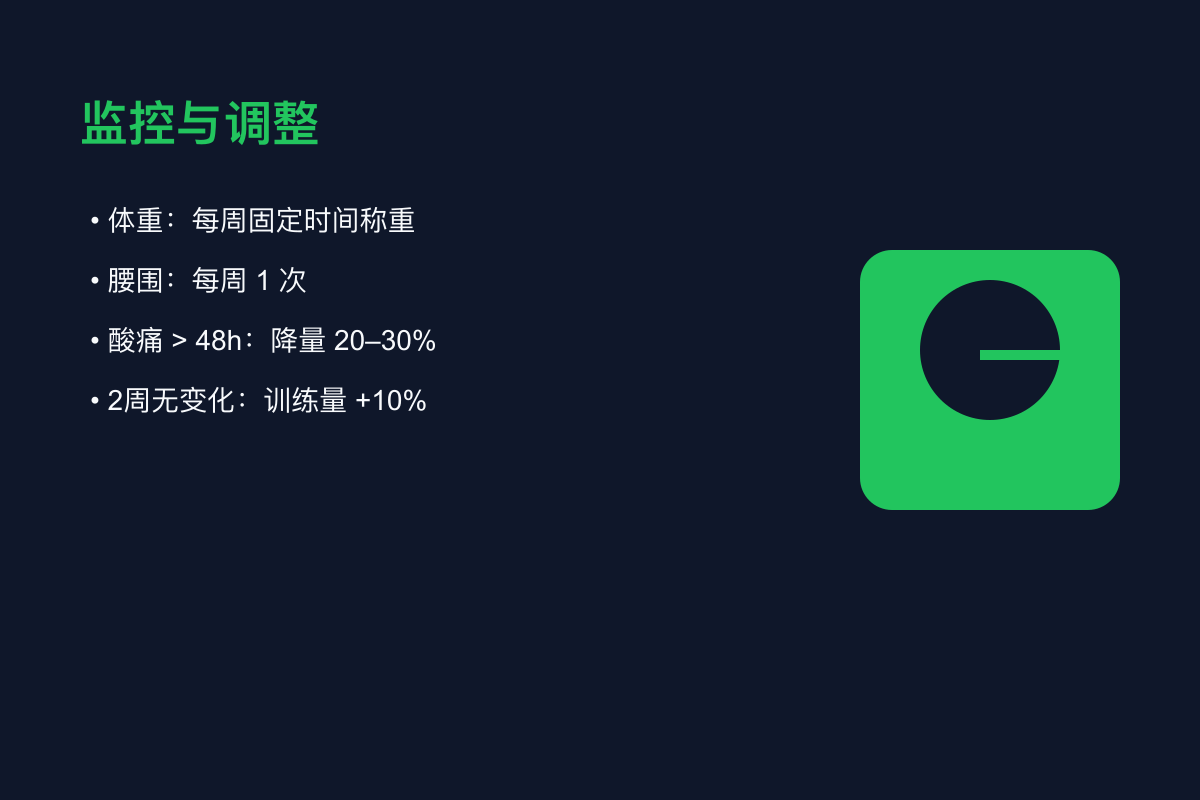 监控与调整
• 体重：每周固定时间称重
• 腰围：每周 1 次
• 酸痛 > 48h：降量 20–30%
• 2周无变化：训练量 +10%